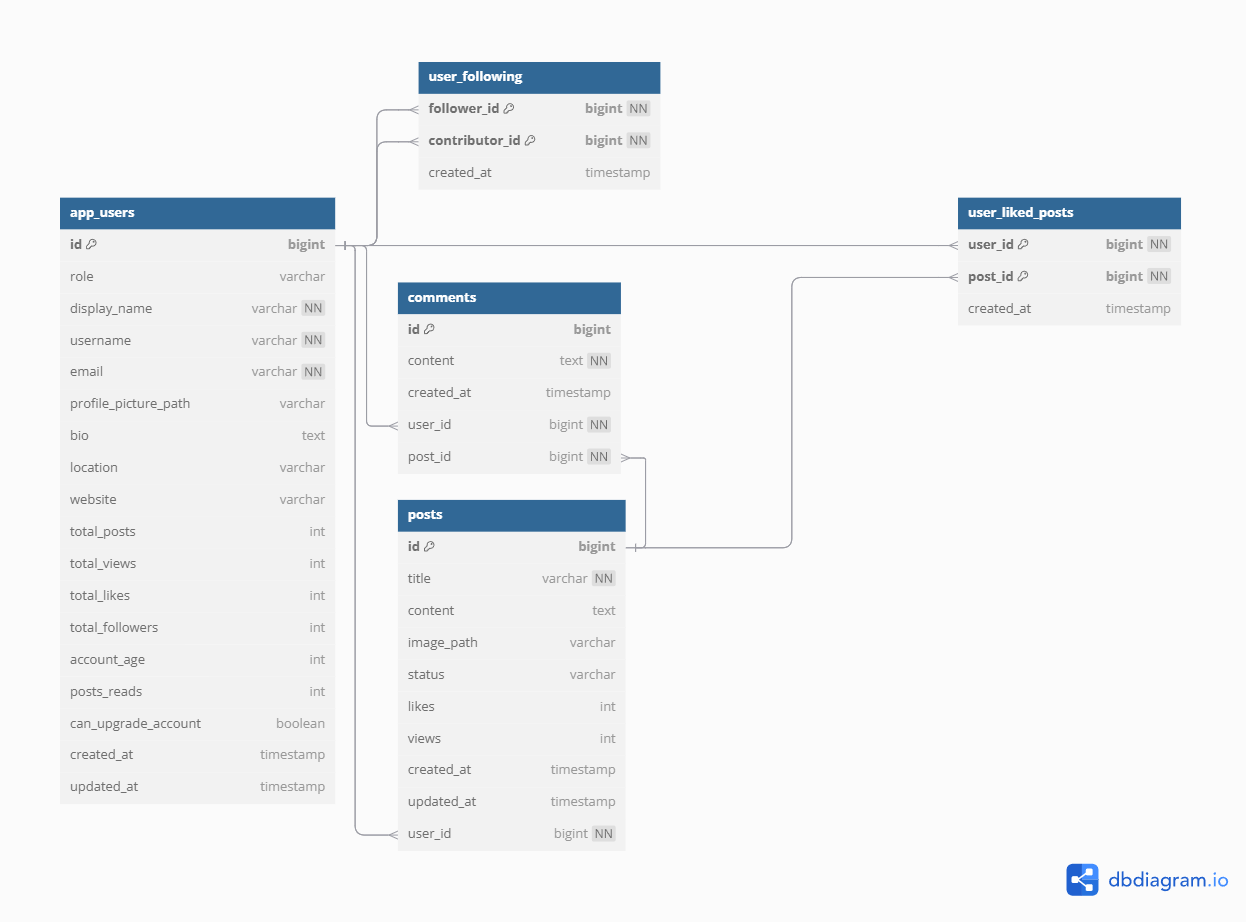 user_following
follower_id bigint NN
contributor_id bigint NN
created_at timestamp
app_users
id bigint
role varchar
display_name varchar NN
username varchar NN
email varchar NN
profile_picture_path varchar
bio text
location varchar
website varchar
total_posts int
total_views int
total_likes int
total_followers int
account_age int
posts_reads int
can_upgrade_account boolean
created_at timestamp
updated_at timestamp
user_liked_posts
user_id bigint NN
post_id bigint NN
created_at timestamp
comments
id bigint
content text NN
created_at timestamp
user_id bigint NN
post_id bigint NN
posts
id bigint
title varchar NN
content text
image_path varchar
status varchar
likes int
views int
created_at timestamp
updated_at timestamp
user_id bigint NN
dbdiagram.io